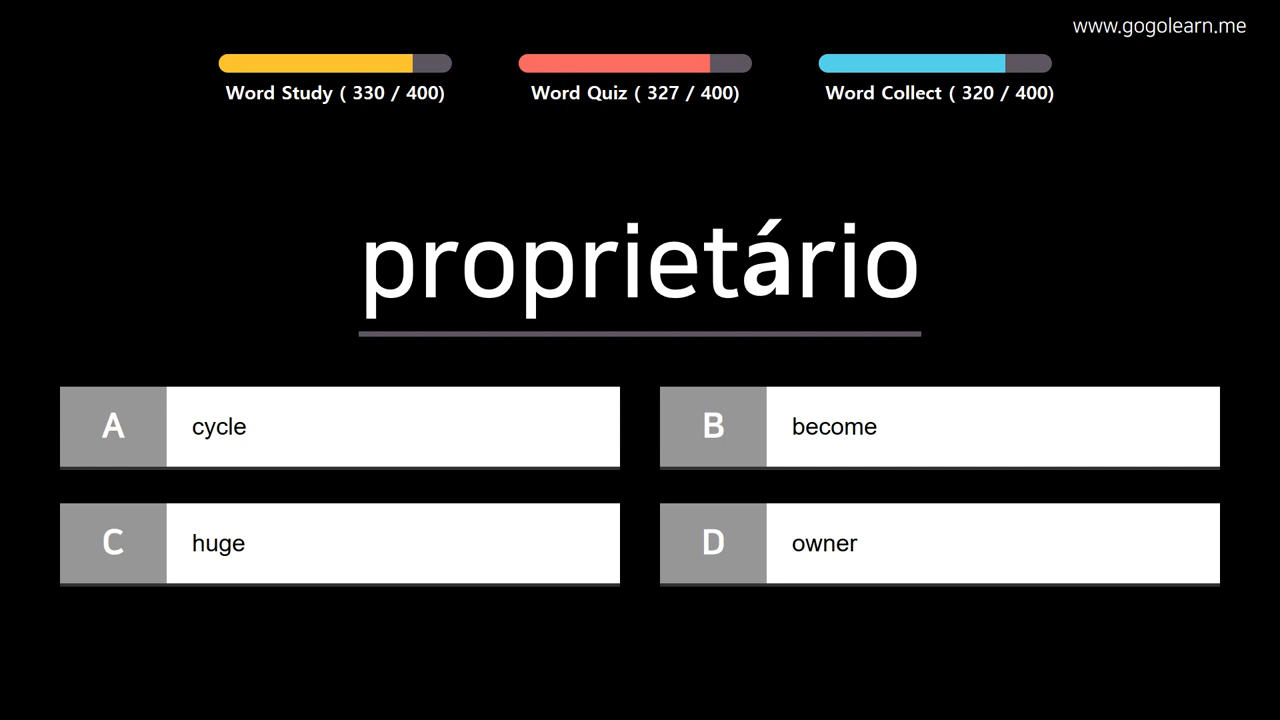 www.gogolearn.me
Word Study ( 330 / 400)
Word Quiz ( 327 / 400)
Word Collect ( 320 / 400)
proprietário
A cycle
B become
C huge
D owner